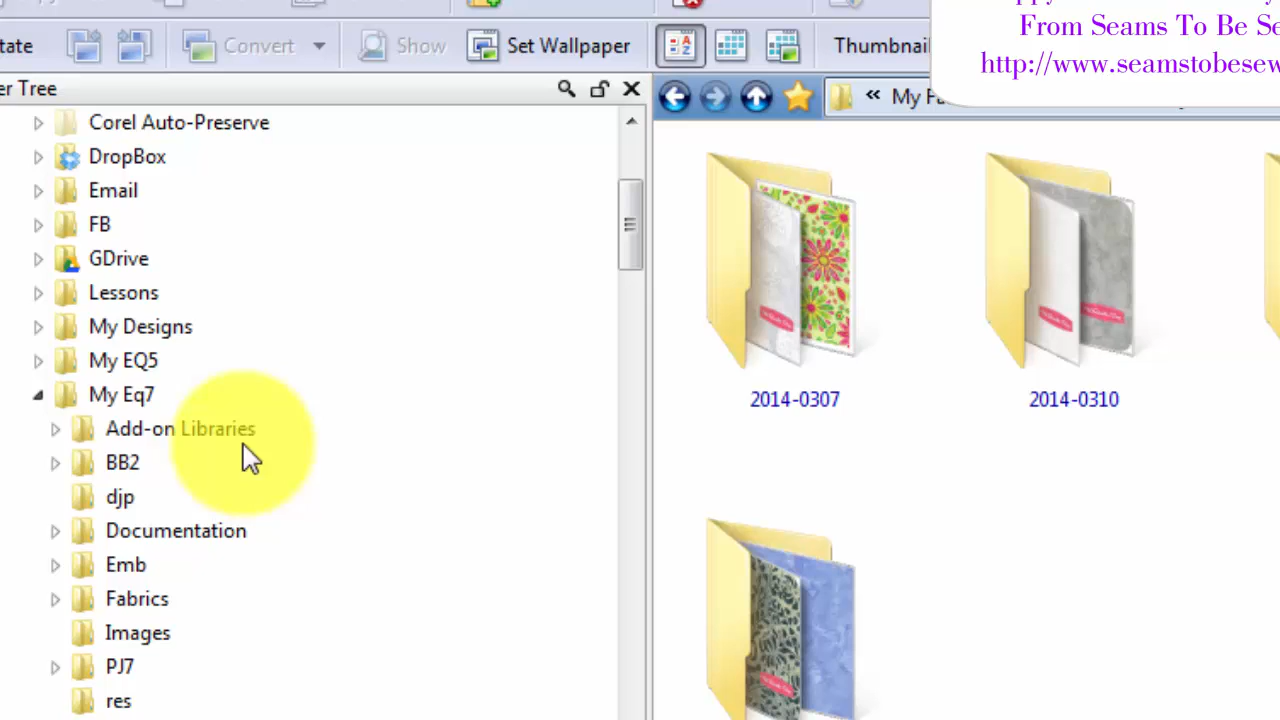 From Seams To Be Se
http://www.seamstobesew
tate
Convert
Show
Set Wallpaper
Thumbnail
er Tree
« My Fa
Corel Auto-Preserve
DropBox
Email
FB
GDrive
Lessons
My Designs
My EQ5
My Eq7
Add-on Libraries
BB2
djp
Documentation
Emb
Fabrics
Images
PJ7
res
2014-0307
2014-0310